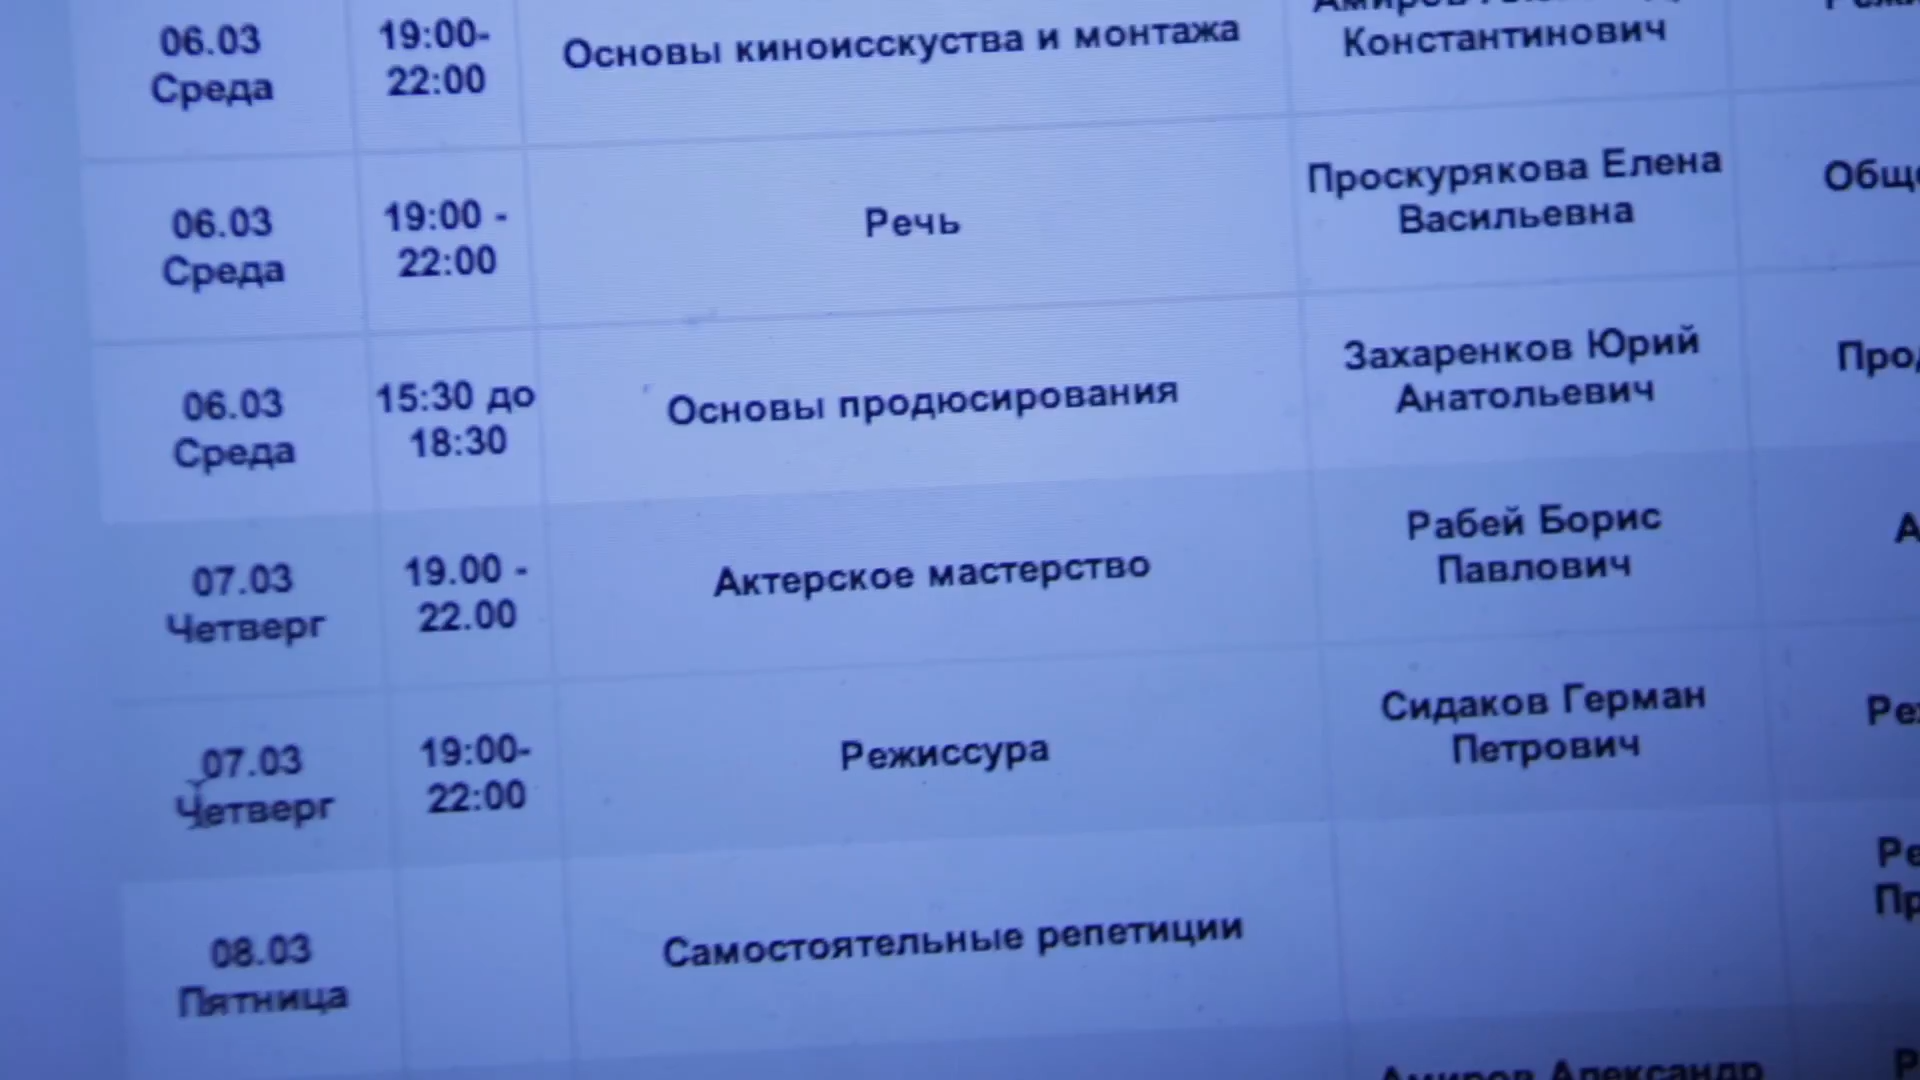 06.03
Среда
19:00-
22:00
Основы киноисскуства и монтажа
Константинович
06.03
Среда
19:00 -
22:00
Речь
Проскурякова Елена
Васильевна
06.03
Среда
15:30 до
18:30
Основы продюсирования
Захаренков Юрий
Анатольевич
07.03
Четверг
19.00 -
22.00
Актерское мастерство
Рабей Борис
Павлович
07.03
Четверг
19:00-
22:00
Режиссура
Сидаков Герман
Петрович
08.03
Пятница
Самостоятельные репетиции
Амиров Александр